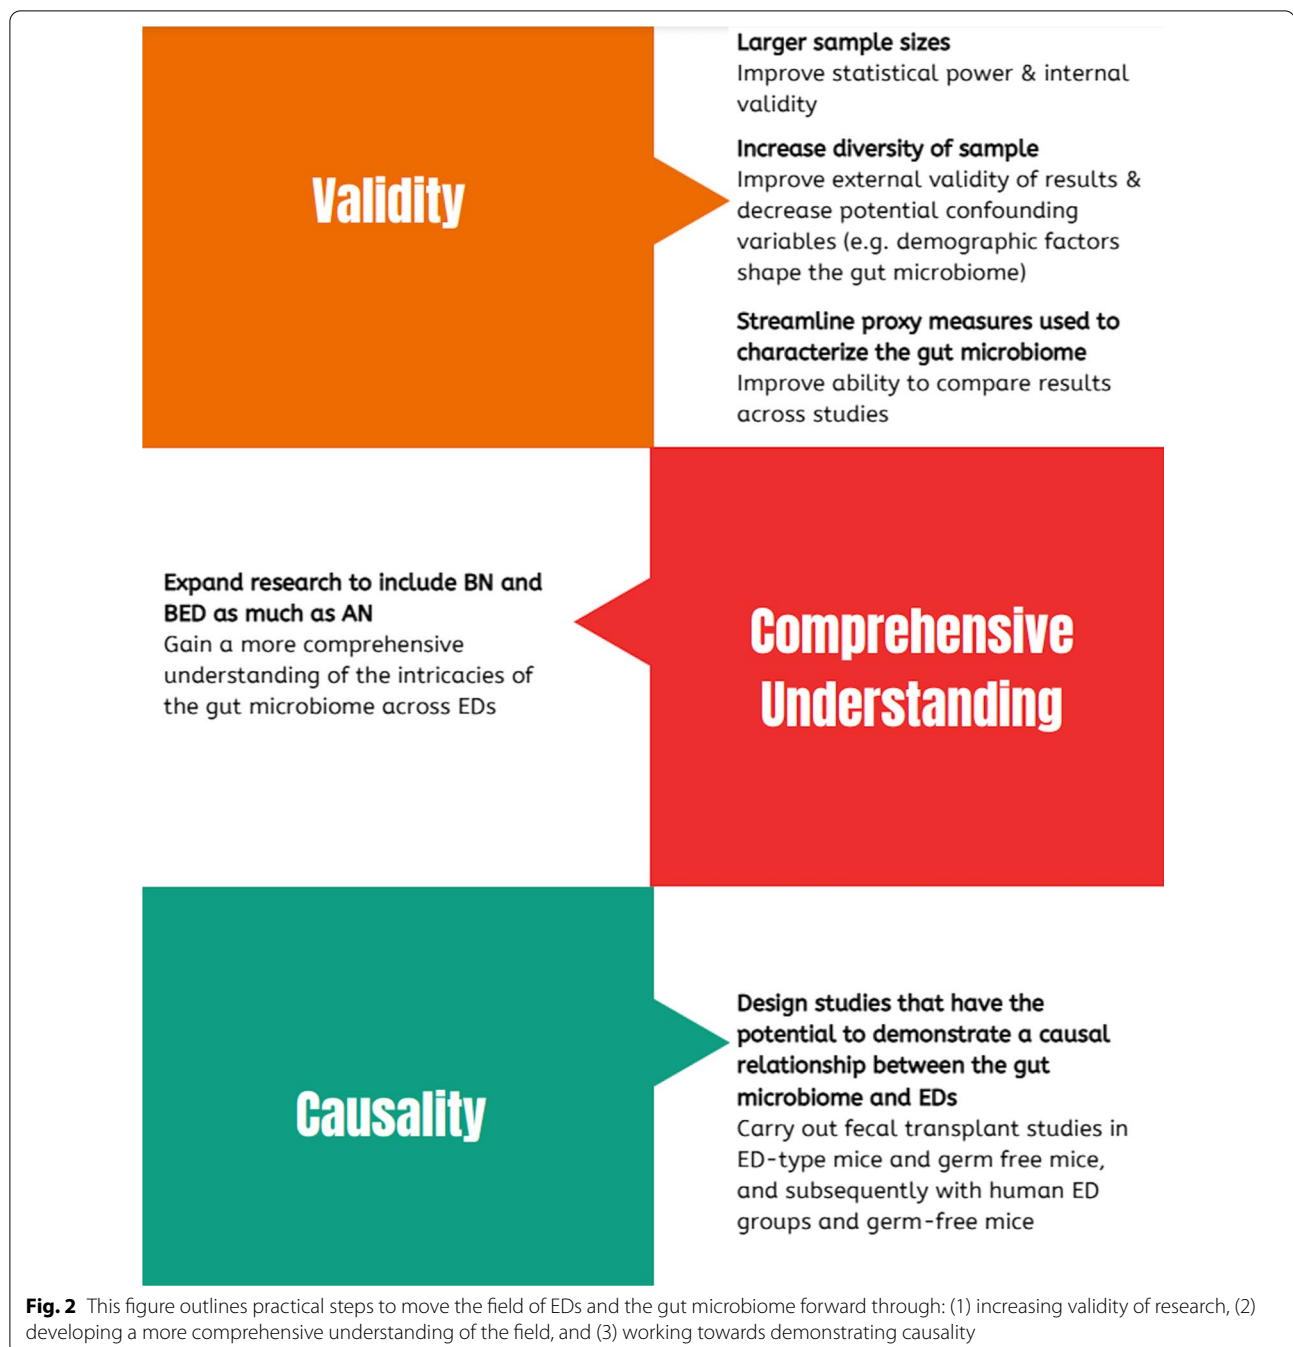 Validity
Larger sample sizes
Improve statistical power & internal
validity
Increase diversity of sample
Improve external validity of results &
decrease potential confounding
variables (e.g. demographic factors
shape the gut microbiome)
Streamline proxy measures used to
characterize the gut microbiome
Improve ability to compare results
across studies
Expand research to include BN and
BED as much as AN
Gain a more comprehensive
understanding of the intricacies of
the gut microbiome across EDs
Comprehensive
Understanding
Causality
Design studies that have the
potential to demonstrate a causal
relationship between the gut
microbiome and EDs
Carry out fecal transplant studies in
ED-type mice and germ free mice,
and subsequently with human ED
groups and germ-free mice
Fig. 2 This figure outlines practical steps to move the field of EDs and the gut microbiome forward through: (1) increasing validity of research, (2)
developing a more comprehensive understanding of the field, and (3) working towards demonstrating causality